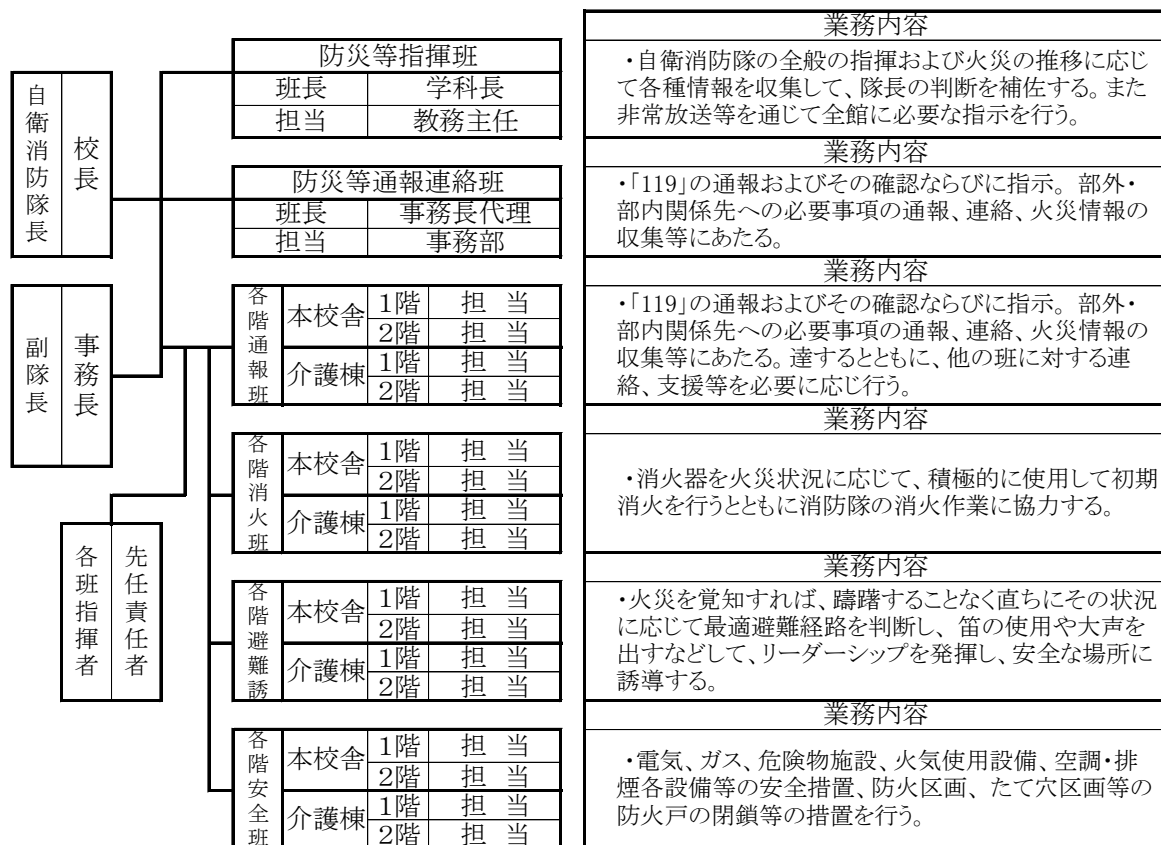 自衛消防隊長
校長
副隊長
事務長
各班指揮者
先任責任者
防災等指揮班
班長 学科長
担当 教務主任
業務内容
・自衛消防隊の全般の指揮および火災の推移に応じ
て各種情報を収集して、隊長の判断を補佐する。また
非常放送等を通じて全館に必要な指示を行う。
防災等通報連絡班
班長 事務長代理
担当 事務部
業務内容
・「119」の通報およびその確認ならびに指示。部外・
部内関係先への必要事項の通報、連絡、火災情報の
収集等にあたる。
各階通報班
本校舎 1階 担 当
2階 担 当
介護棟 1階 担 当
2階 担 当
業務内容
・「119」の通報およびその確認ならびに指示。部外・
部内関係先への必要事項の通報、連絡、火災情報の
収集等にあたる。達するとともに、他の班に対する連
絡、支援等を必要に応じ行う。
各階消火班
本校舎 1階 担 当
2階 担 当
介護棟 1階 担 当
2階 担 当
業務内容
・消火器を火災状況に応じて、積極的に使用して初期
消火を行うとともに消防隊の消火作業に協力する。
各階避難誘
本校舎 1階 担 当
2階 担 当
介護棟 1階 担 当
2階 担 当
業務内容
・火災を覚知すれば、躊躇することなく直ちにその状況
に応じて最適避難経路を判断し、笛の使用や大声を
出すなどして、リーダーシップを発揮し、安全な場所に
誘導する。
各階安全班
本校舎 1階 担 当
2階 担 当
介護棟 1階 担 当
2階 担 当
業務内容
・電気、ガス、危険物施設、火気使用設備、空調・排
煙各設備等の安全措置、防火区画、たて穴区画等の
防火戸の閉鎖等の措置を行う。